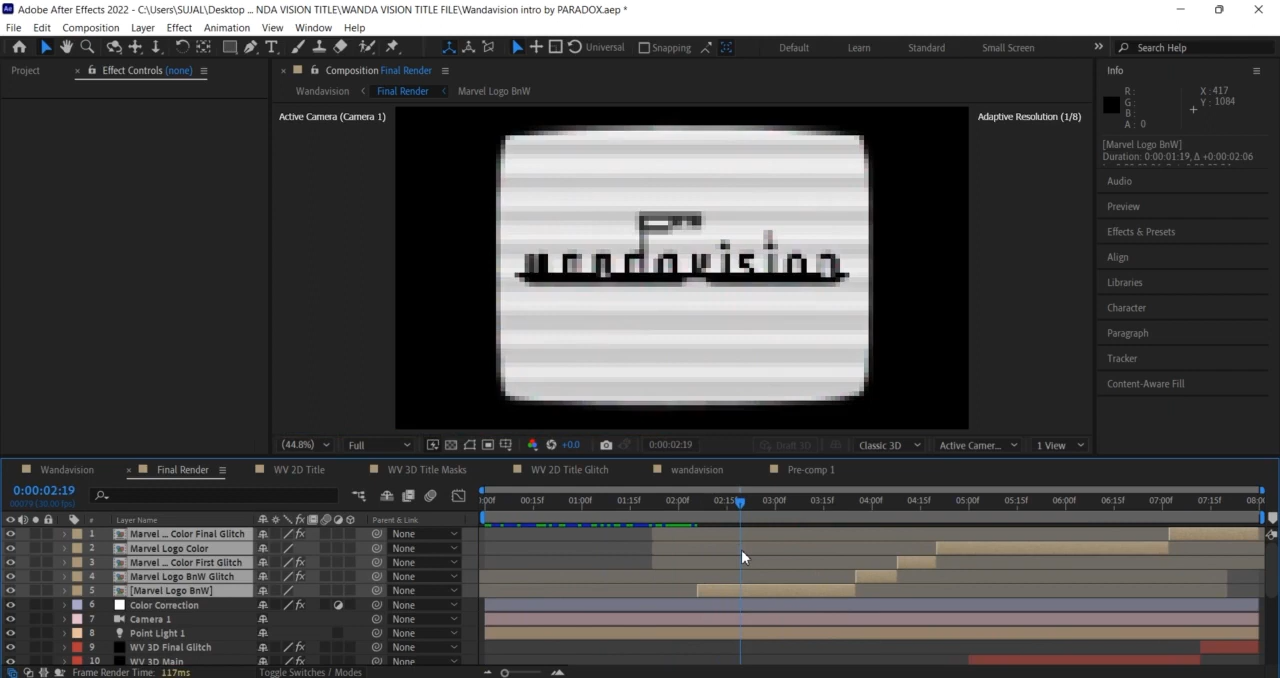 Adobe After Effects 2022 - C:\Users\SUJAL\Desktop ... NDA VISION TITLE\WANDA VISION TITLE FILE\Wandavision intro by PARADOX.aep *
File Edit Composition Layer Effect Animation View Window Help
Universal Snapping Default Learn Standard Small Screen Search Help
Project Effect Controls (none) Composition Final Render Info
Wandavision Final Render Marvel Logo BnW
Active Camera (Camera 1) Adaptive Resolution (1/8)
R: X: 417
G: Y: 1084
B:
A: 0
[Marvel Logo BnW]
Duration: 0:00:01:19, Δ +0:00:02:06
Audio
Preview
Effects & Presets
Align
Libraries
Character
Paragraph
Tracker
Content-Aware Fill
wandavision
(44.8%) Full +0.0 0:00:02:19 Draft 3D Classic 3D Active Camer... 1 View
Wandavision Final Render WV 2D Title WV 3D Title Masks WV 2D Title Glitch wandavision Pre-comp 1
0:00:02:19
00079 (30.00 fps)
:00f 00:15f 01:00f 01:15f 02:00f 02:15f 03:00f 03:15f 04:00f 04:15f 05:00f 05:15f 06:00f 06:15f 07:00f 07:15f 08:00
# Layer Name Parent & Link
1 Marvel ... Color Final Glitch None
2 Marvel Logo Color None
3 Marvel ... Color First Glitch None
4 Marvel Logo BnW Glitch None
5 [Marvel Logo BnW] None
6 Color Correction None
7 Camera 1 None
8 Point Light 1 None
9 WV 3D Final Glitch None
10 WV 3D Main None
Frame Render Time: 117ms Toggle Switches / Modes